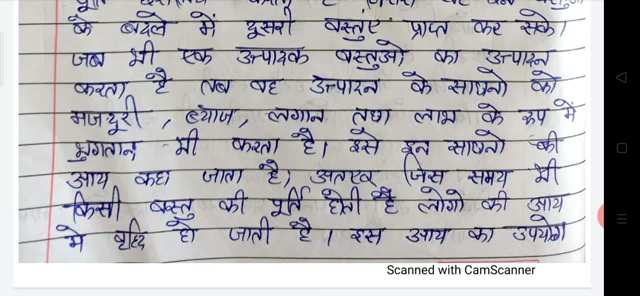 के बदले में दूसरी वस्तुएं प्राप्त कर सके।
जब भी एक उत्पादक वस्तुओ का उत्पादन
करता है तब वह उत्पादन के साधनो को
मजदूरी, ब्याज, लगान तथा लाभ के रूप में
भुगतान भी करता है। इसे इन साधनो की
आय कहा जाता है, अतएव जिस समय भी
किसी वस्तु की पूर्ति होती है लोगो की आय
मे वृद्धि हो जाती है। इस आय का उपयोग
Scanned with CamScanner